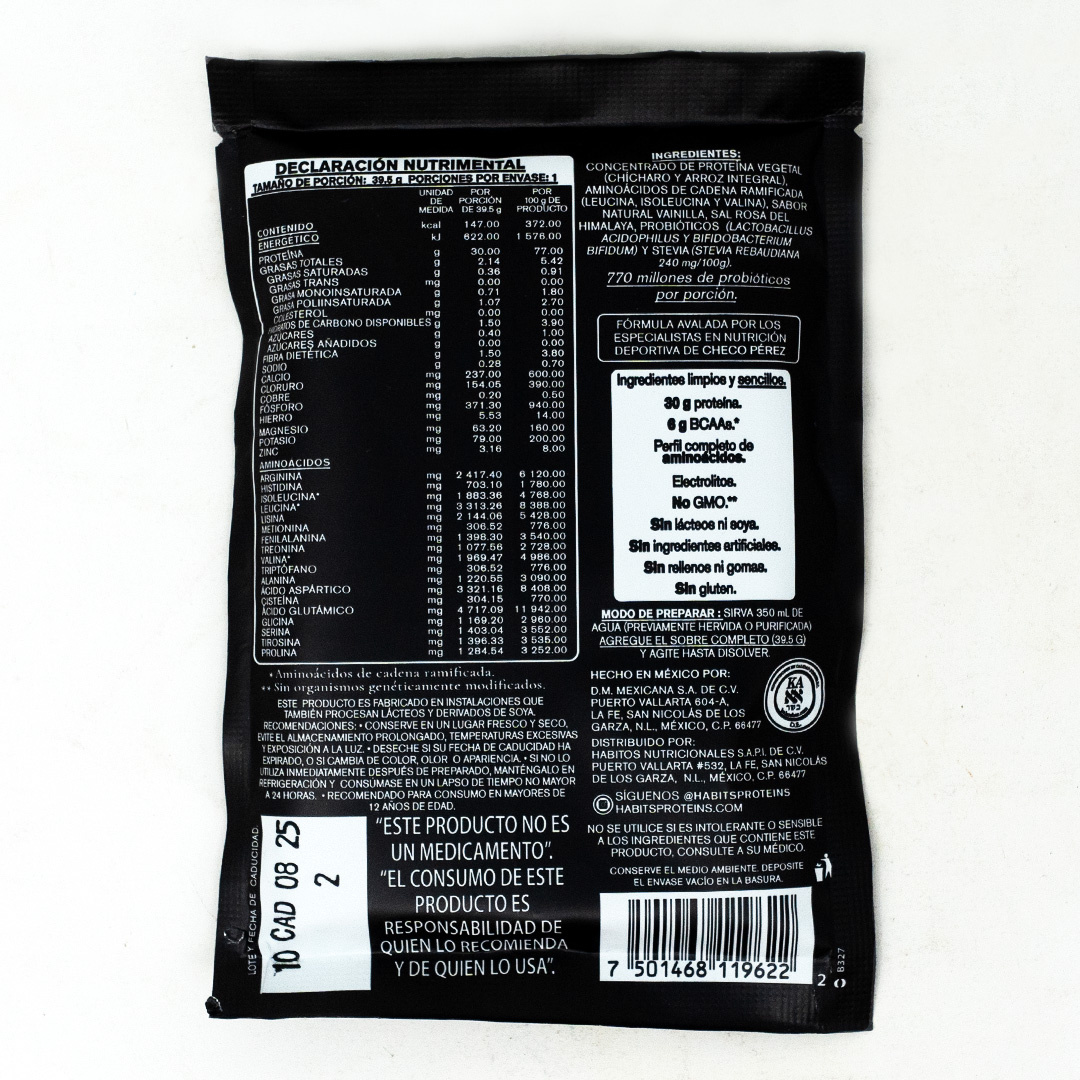 DECLARACIÓN NUTRIMENTAL
TAMAÑO DE PORCIÓN: 39.5 g PORCIONES POR ENVASE: 1
UNIDAD DE MEDIDA POR PORCIÓN DE 39.5 g POR 100 g DE PRODUCTO
CONTENIDO ENERGÉTICO kcal 147.00 372.00
kJ 622.00 1 576.00
PROTEÍNA g 30.00 77.00
GRASAS TOTALES g 2.14 5.42
GRASAS SATURADAS g 0.36 0.91
GRASAS TRANS mg 0.00 0.00
GRASA MONOINSATURADA g 0.71 1.80
GRASA POLIINSATURADA g 1.07 2.70
COLESTEROL mg 0.00 0.00
HIDRATOS DE CARBONO DISPONIBLES g 1.50 3.90
AZÚCARES g 0.40 1.00
AZÚCARES AÑADIDOS g 0.00 0.00
FIBRA DIETÉTICA g 1.50 3.80
SODIO g 0.28 0.70
CALCIO mg 237.00 600.00
CLORURO mg 154.05 390.00
COBRE mg 0.20 0.50
FÓSFORO mg 371.30 940.00
HIERRO mg 5.53 14.00
MAGNESIO mg 63.20 160.00
POTASIO mg 79.00 200.00
ZINC mg 3.16 8.00
AMINOÁCIDOS
ARGININA mg 2 417.40 6 120.00
HISTIDINA mg 703.10 1 780.00
ISOLEUCINA* mg 1 883.36 4 768.00
LEUCINA* mg 3 313.26 8 388.00
LISINA mg 2 144.06 5 428.00
METIONINA mg 306.52 776.00
FENILALANINA mg 1 398.30 3 540.00
TREONINA mg 1 077.56 2 728.00
VALINA* mg 1 969.47 4 986.00
TRIPTÓFANO mg 306.52 776.00
ALANINA mg 1 220.55 3 090.00
ÁCIDO ASPÁRTICO mg 3 321.16 8 408.00
CISTEÍNA mg 304.15 770.00
ÁCIDO GLUTÁMICO mg 4 717.09 11 942.00
GLICINA mg 1 169.20 2 960.00
SERINA mg 1 403.04 3 552.00
TIROSINA mg 1 396.33 3 535.00
PROLINA mg 1 284.54 3 252.00
*Aminoácidos de cadena ramificada.
**Sin organismos genéticamente modificados.
ESTE PRODUCTO ES FABRICADO EN INSTALACIONES QUE
TAMBIÉN PROCESAN LÁCTEOS Y DERIVADOS DE SOYA.
RECOMENDACIONES: • CONSERVE EN UN LUGAR FRESCO Y SECO,
EVITE EL ALMACENAMIENTO PROLONGADO, TEMPERATURAS EXCESIVAS
Y EXPOSICIÓN A LA LUZ. • DESECHE SI SU FECHA DE CADUCIDAD HA
EXPIRADO, O SI CAMBIA DE COLOR, OLOR O APARIENCIA. • SI NO LO
UTILIZA INMEDIATAMENTE DESPUÉS DE PREPARADO, MANTÉNGALO EN
REFRIGERACIÓN Y CONSÚMASE EN UN LAPSO DE TIEMPO NO MAYOR
A 24 HORAS. • RECOMENDADO PARA CONSUMO EN MAYORES DE
12 AÑOS DE EDAD.
LOTE Y FECHA DE CADUCIDAD.
10 CAD 08 25
2
"ESTE PRODUCTO NO ES
UN MEDICAMENTO".
"EL CONSUMO DE ESTE
PRODUCTO ES
RESPONSABILIDAD DE
QUIEN LO RECOMIENDA
Y DE QUIEN LO USA".
INGREDIENTES:
CONCENTRADO DE PROTEÍNA VEGETAL
(CHÍCHARO Y ARROZ INTEGRAL),
AMINOÁCIDOS DE CADENA RAMIFICADA
(LEUCINA, ISOLEUCINA Y VALINA), SABOR
NATURAL VAINILLA, SAL ROSA DEL
HIMALAYA, PROBIÓTICOS (LACTOBACILLUS
ACIDOPHILUS Y BIFIDOBACTERIUM
BIFIDUM) Y STEVIA (STEVIA REBAUDIANA
240 mg/100g).
770 millones de probióticos
por porción.
FÓRMULA AVALADA POR LOS
ESPECIALISTAS EN NUTRICIÓN
DEPORTIVA DE CHECO PÉREZ
Ingredientes limpios y sencillos.
30 g proteína.
6 g BCAAs.*
Perfil completo de
aminoácidos.
Electrolitos.
No GMO.**
Sin lácteos ni soya.
Sin ingredientes artificiales.
Sin rellenos ni gomas.
Sin gluten.
MODO DE PREPARAR : SIRVA 350 mL DE
AGUA (PREVIAMENTE HERVIDA O PURIFICADA)
AGREGUE EL SOBRE COMPLETO (39.5 G)
Y AGITE HASTA DISOLVER.
HECHO EN MÉXICO POR:
D.M. MEXICANA S.A. DE C.V.
PUERTO VALLARTA 604-A,
LA FE, SAN NICOLÁS DE LOS
GARZA, N.L., MÉXICO, C.P. 66477
KA
DISTRIBUIDO POR:
HABITOS NUTRICIONALES S.A.P.I. DE C.V.
PUERTO VALLARTA #532, LA FE, SAN NICOLÁS
DE LOS GARZA, N.L., MÉXICO, C.P. 66477
SÍGUENOS @HABITSPROTEINS
HABITSPROTEINS.COM
NO SE UTILICE SI ES INTOLERANTE O SENSIBLE
A LOS INGREDIENTES QUE CONTIENE ESTE
PRODUCTO, CONSULTE A SU MÉDICO.
CONSERVE EL MEDIO AMBIENTE. DEPOSITE
EL ENVASE VACÍO EN LA BASURA.
7 501468 119622
2 0 B327